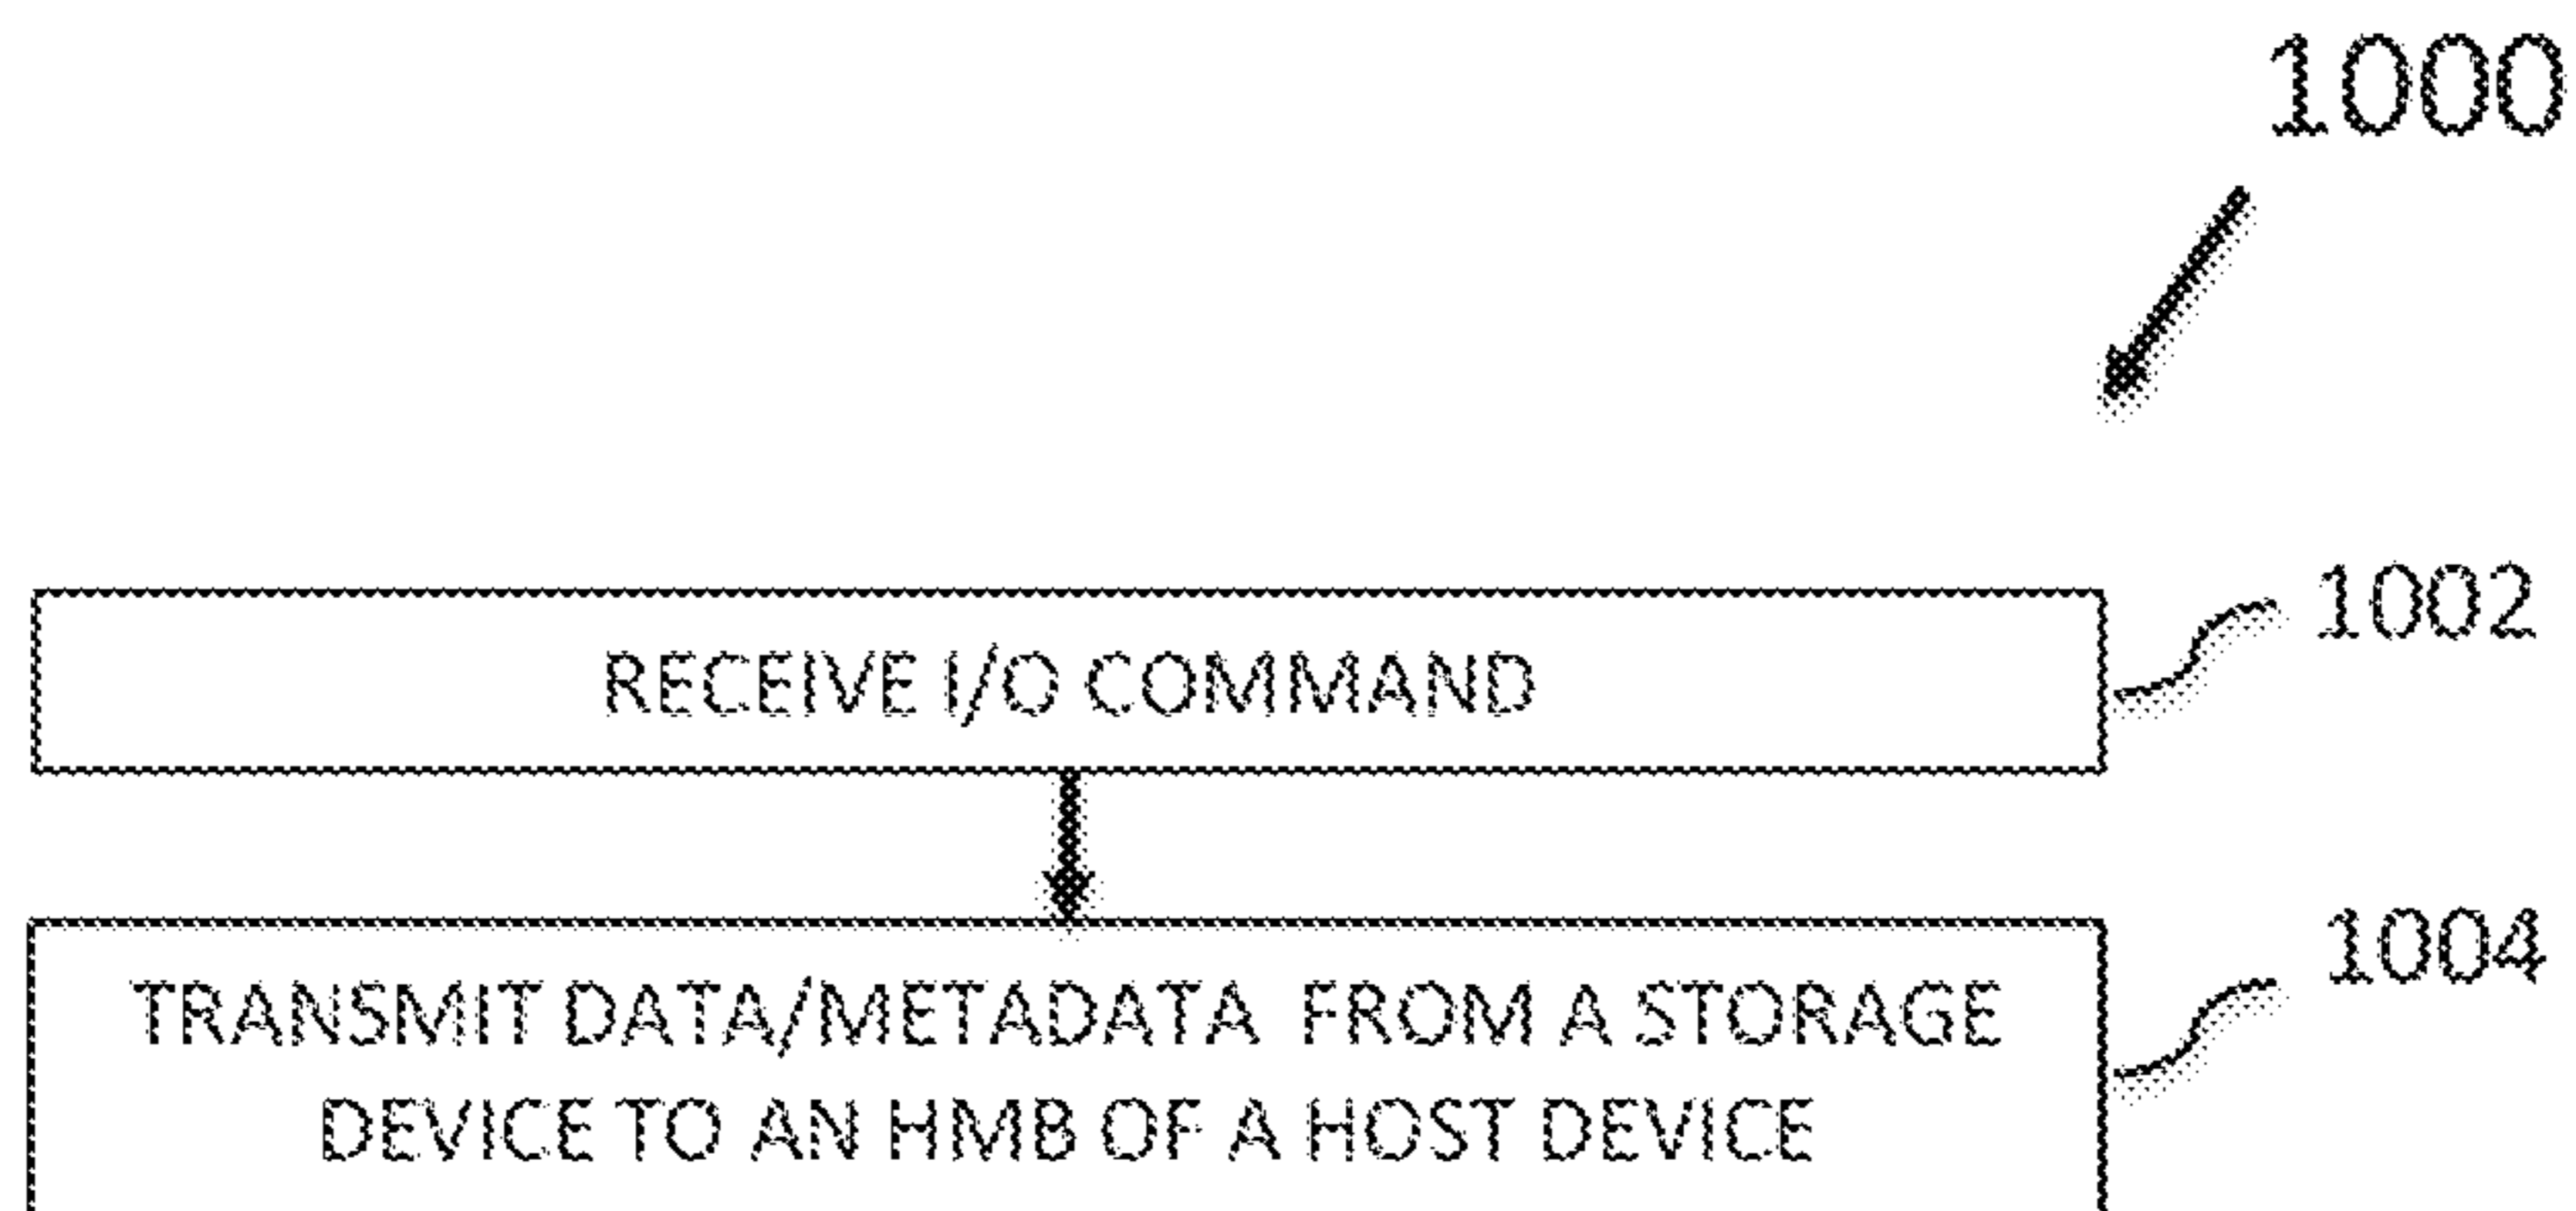 1000
RECEIVE I/O COMMAND
1002
TRANSMIT DATA/METADATA FROM A STORAGE
DEVICE TO AN HMB OF A HOST DEVICE
1004